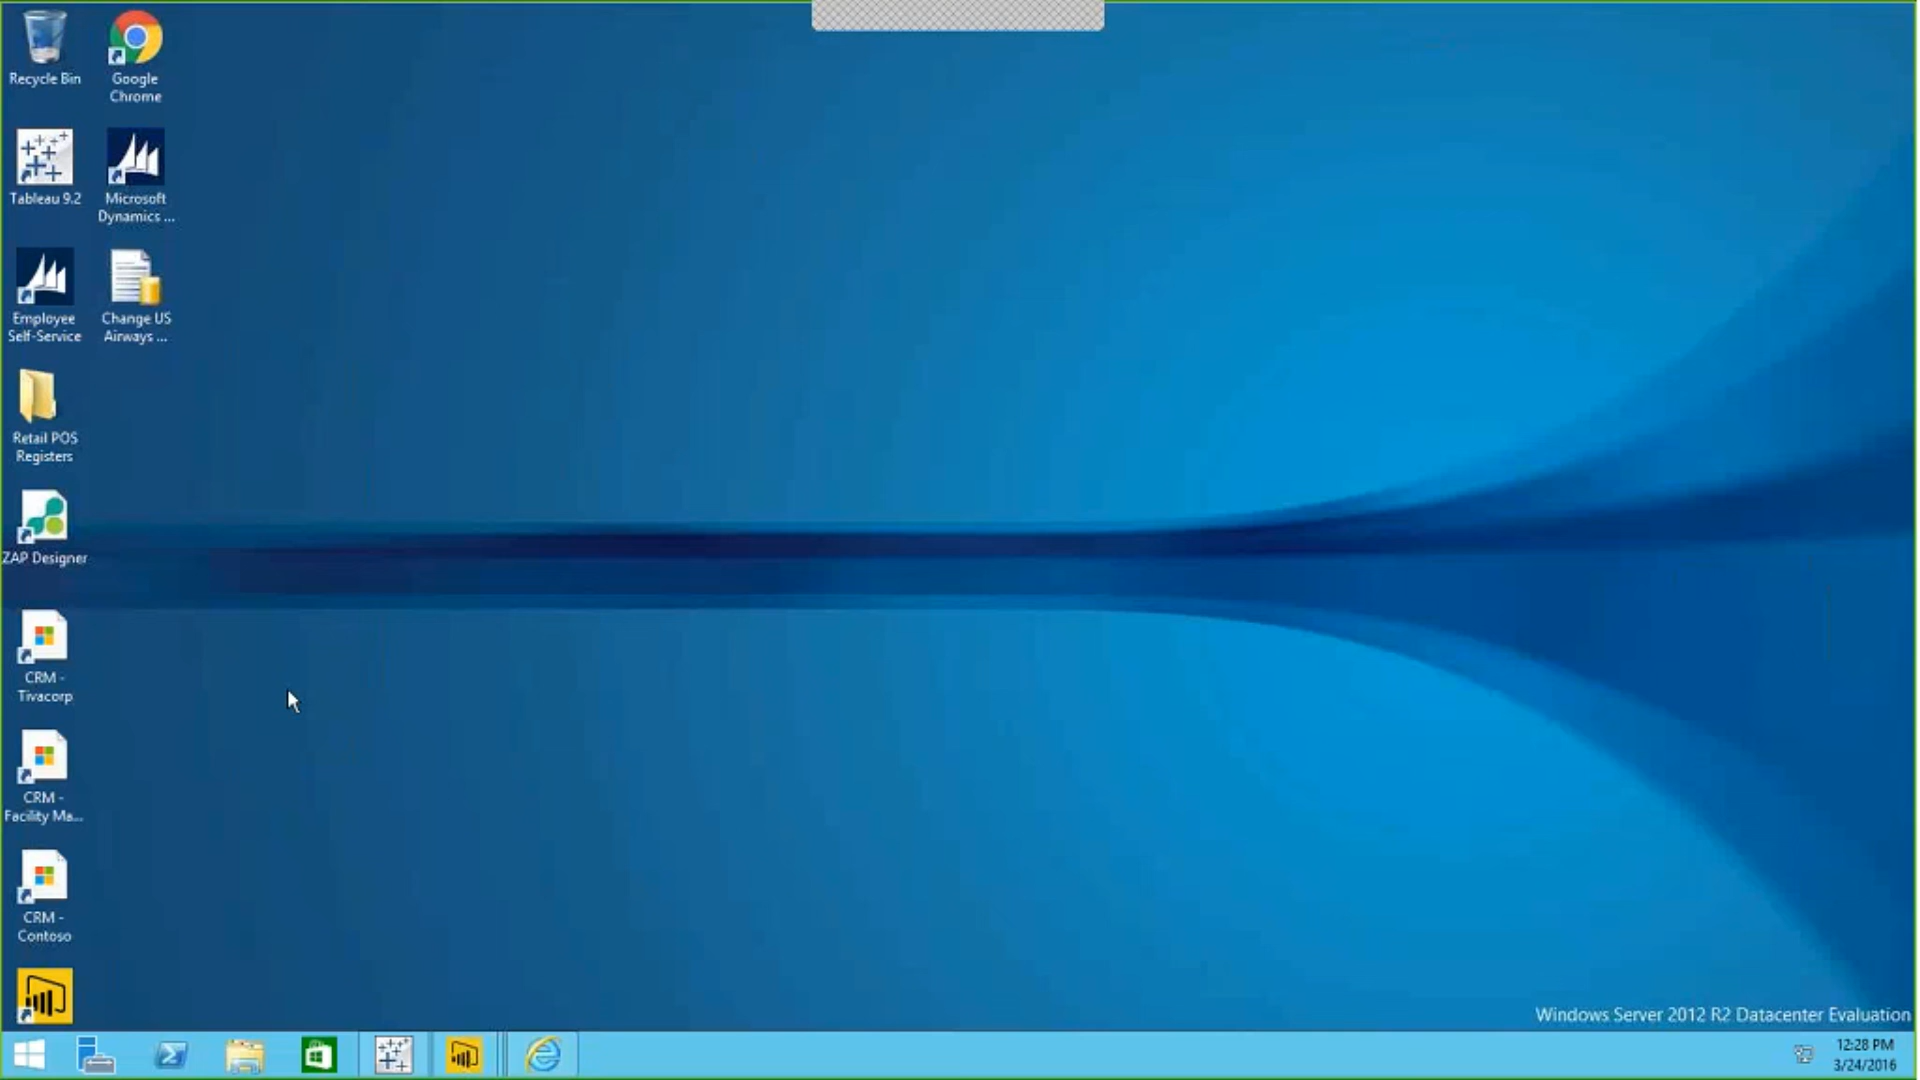 Recycle Bin
Google
Chrome
Tableau 9.2
Microsoft
Dynamics ...
Employee
Self-Service
Change US
Airways ...
Retail POS
Registers
ZAP Designer
CRM -
Tivacorp
CRM -
Facility Ma...
CRM -
Contoso
Windows Server 2012 R2 Datacenter Evaluation
12:28 PM
3/24/2016